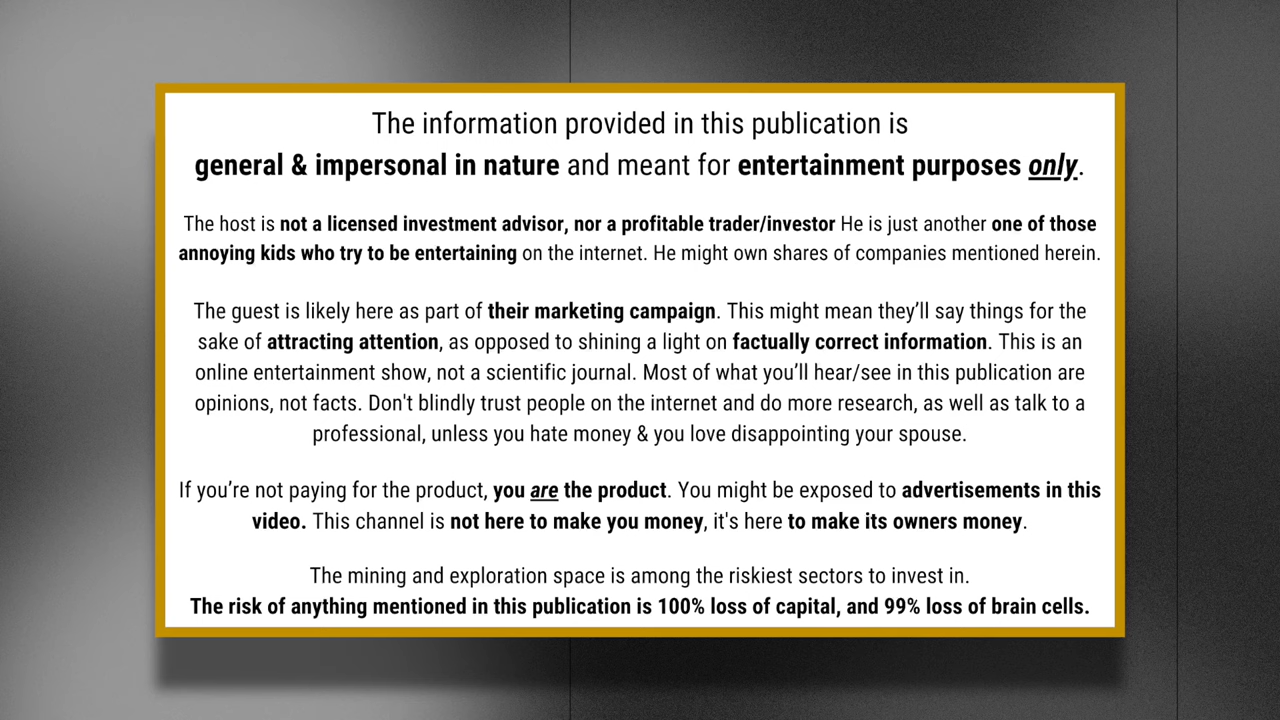 The information provided in this publication is
general & impersonal in nature and meant for entertainment purposes only.
The host is not a licensed investment advisor, nor a profitable trader/investor He is just another one of those
annoying kids who try to be entertaining on the internet. He might own shares of companies mentioned herein.
The guest is likely here as part of their marketing campaign. This might mean they’ll say things for the
sake of attracting attention, as opposed to shining a light on factually correct information. This is an
online entertainment show, not a scientific journal. Most of what you’ll hear/see in this publication are
opinions, not facts. Don't blindly trust people on the internet and do more research, as well as talk to a
professional, unless you hate money & you love disappointing your spouse.
If you’re not paying for the product, you are the product. You might be exposed to advertisements in this
video. This channel is not here to make you money, it's here to make its owners money.
The mining and exploration space is among the riskiest sectors to invest in.
The risk of anything mentioned in this publication is 100% loss of capital, and 99% loss of brain cells.